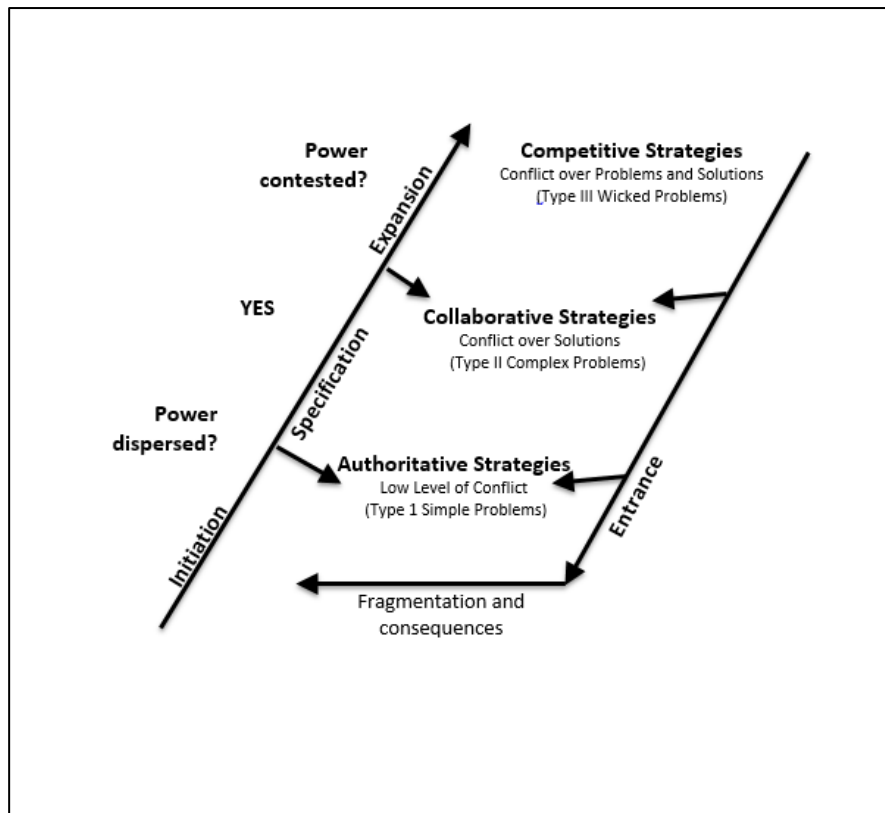 Power
contested?
Expansion
Competitive Strategies
Conflict over Problems and Solutions
(Type III Wicked Problems)
YES
Specification
Collaborative Strategies
Conflict over Solutions
(Type II Complex Problems)
Power
dispersed?
Initiation
Authoritative Strategies
Low Level of Conflict
(Type 1 Simple Problems)
Entrance
Fragmentation and
consequences